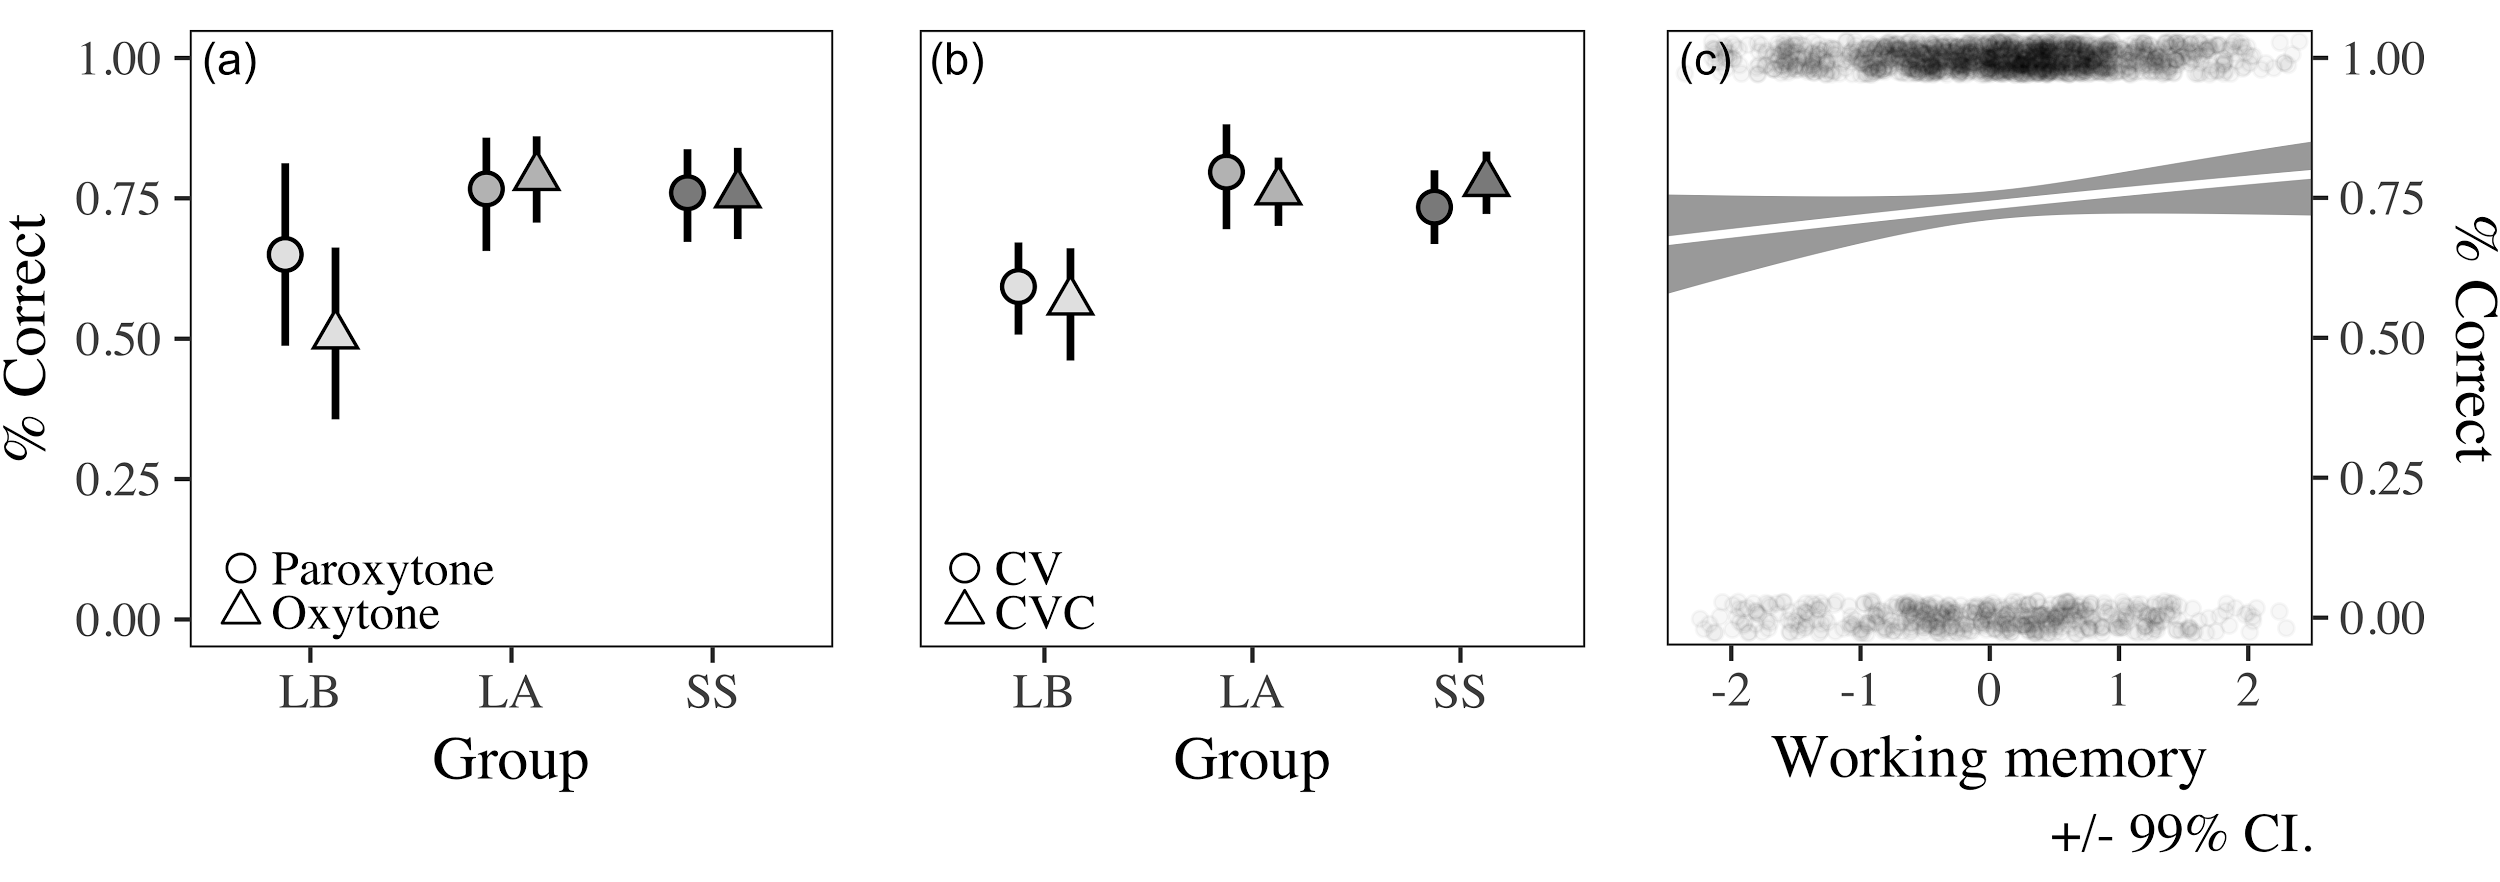 (a)
% Correct
1.00
0.75
0.50
0.25
0.00
Paroxytone
Oxytone
LB LA SS
Group
(b)
CV
CVC
LB LA SS
Group
(c)
1.00
0.75
0.50
0.25
0.00
% Correct
-2 -1 0 1 2
Working memory
+/- 99% CI.